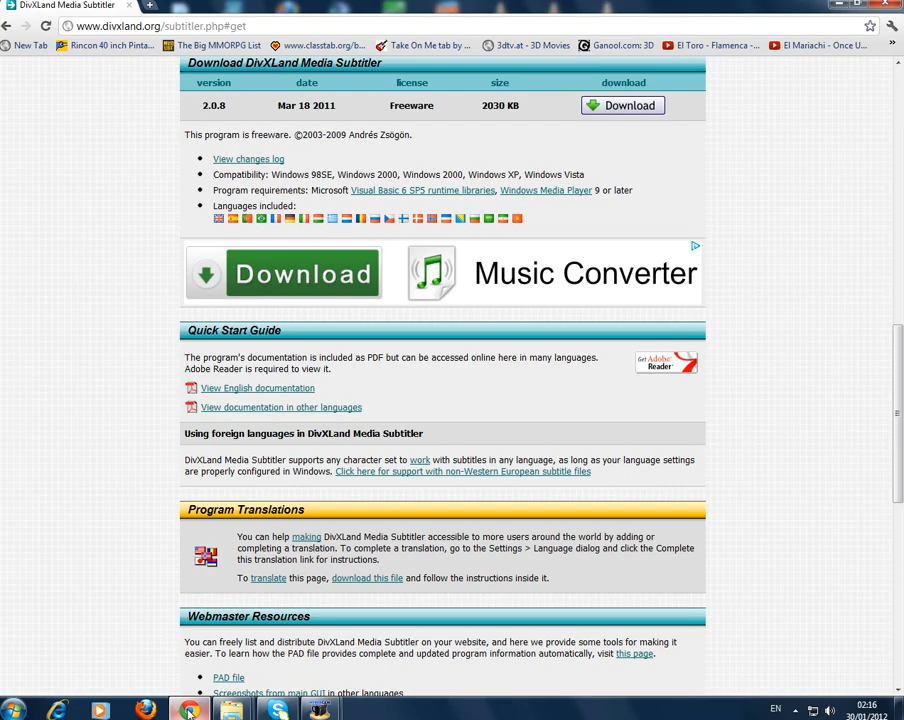 DivXLand Media Subtitler
www.divxland.org/subtitler.php#get
New Tab Rincon 40 inch Pinta... The Big MMORPG List www.classtab.org/b... Take On Me tab by ... 3dtv.at - 3D Movies Ganool.com: 3D El Toro - Flamenca -... El Mariachi - Once U... »
Download DivXLand Media Subtitler
version date license size download
2.0.8 Mar 18 2011 Freeware 2030 KB Download
This program is freeware. ©2003-2009 Andrés Zsögön.
View changes log
Compatibility: Windows 98SE, Windows 2000, Windows 2000, Windows XP, Windows Vista
Program requirements: Microsoft Visual Basic 6 SP5 runtime libraries, Windows Media Player 9 or later
Languages included:
Download Music Converter
Quick Start Guide
The program's documentation is included as PDF but can be accessed online here in many languages.
Adobe Reader is required to view it.
Get Adobe Reader
View English documentation
View documentation in other languages
Using foreign languages in DivXLand Media Subtitler
DivXLand Media Subtitler supports any character set to work with subtitles in any language, as long as your language settings
are properly configured in Windows. Click here for support with non-Western European subtitle files
Program Translations
You can help making DivXLand Media Subtitler accessible to more users around the world by adding or
completing a translation. To complete a translation, go to the Settings > Language dialog and click the Complete
this translation link for instructions.
To translate this page, download this file and follow the instructions inside it.
Webmaster Resources
You can freely list and distribute DivXLand Media Subtitler on your website, and here we provide some tools for making it
easier. To learn how the PAD file provides complete and updated program information automatically, visit this page.
PAD file
Screenshots from main GUI in other languages
EN 02:16
30/01/2012